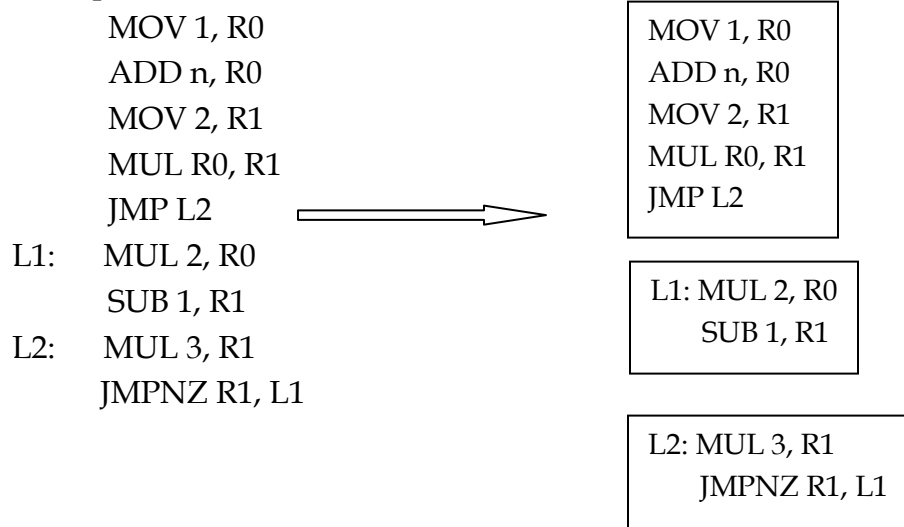 MOV 1, R0
ADD n, R0
MOV 2, R1
MUL R0, R1
JMP L2
L1: MUL 2, R0
SUB 1, R1
L2: MUL 3, R1
JMPNZ R1, L1
MOV 1, R0
ADD n, R0
MOV 2, R1
MUL R0, R1
JMP L2
L1: MUL 2, R0
SUB 1, R1
L2: MUL 3, R1
JMPNZ R1, L1